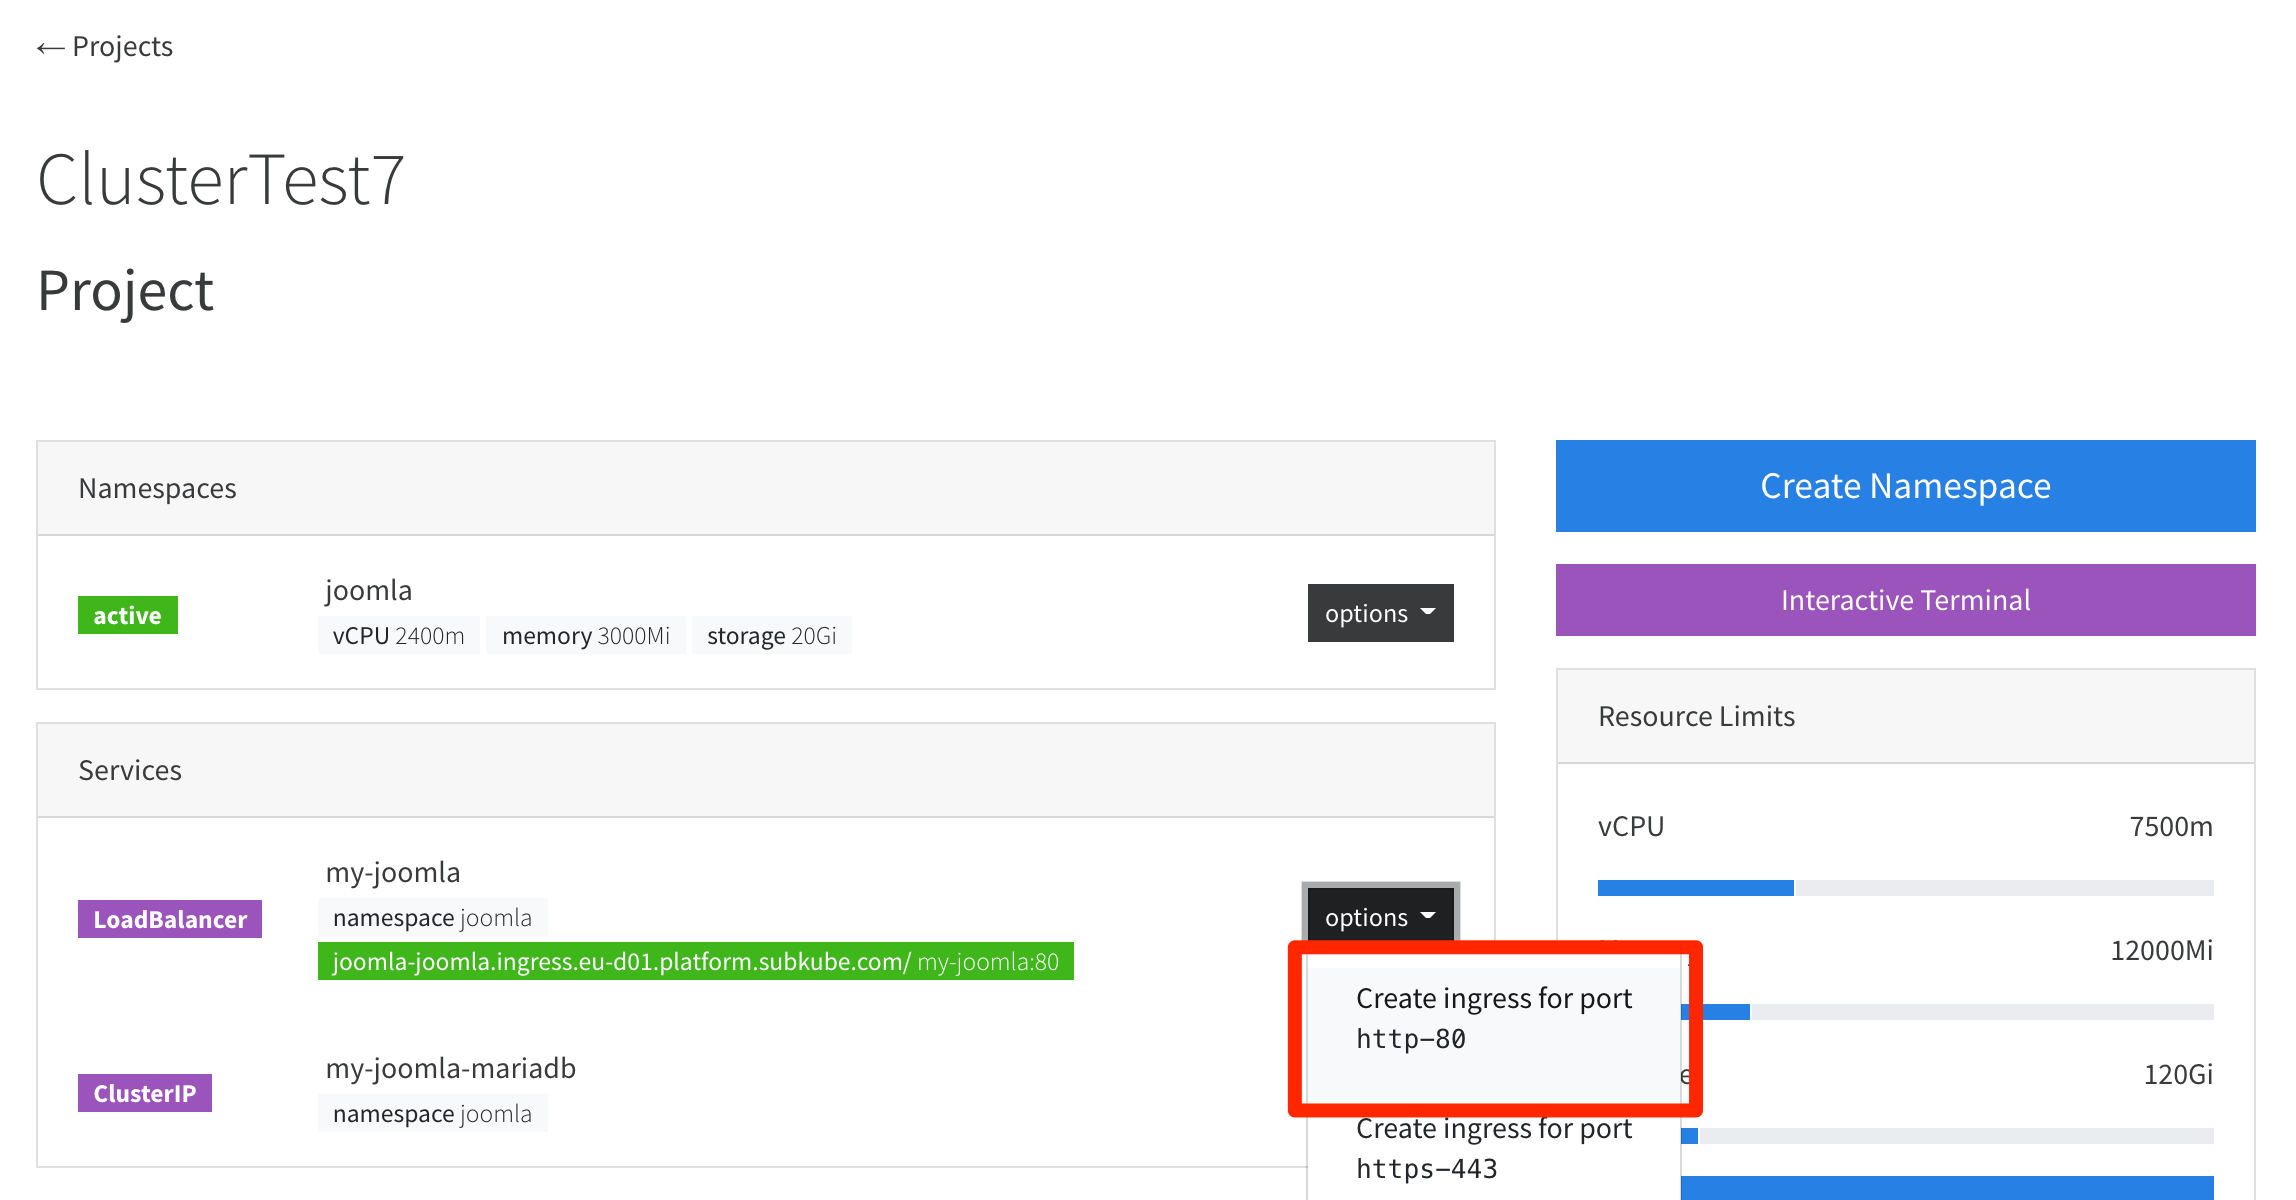 ← Projects
ClusterTest7
Project
Namespaces
active
joomla
vCPU 2400m memory 3000Mi storage 20Gi
options
Services
LoadBalancer
my-joomla
namespace joomla
joomla-joomla.ingress.eu-d01.platform.subkube.com/ my-joomla:80
options
Create ingress for port
http-80
Create ingress for port
https-443
ClusterIP
my-joomla-mariadb
namespace joomla
Create Namespace
Interactive Terminal
Resource Limits
vCPU 7500m
12000Mi
120Gi